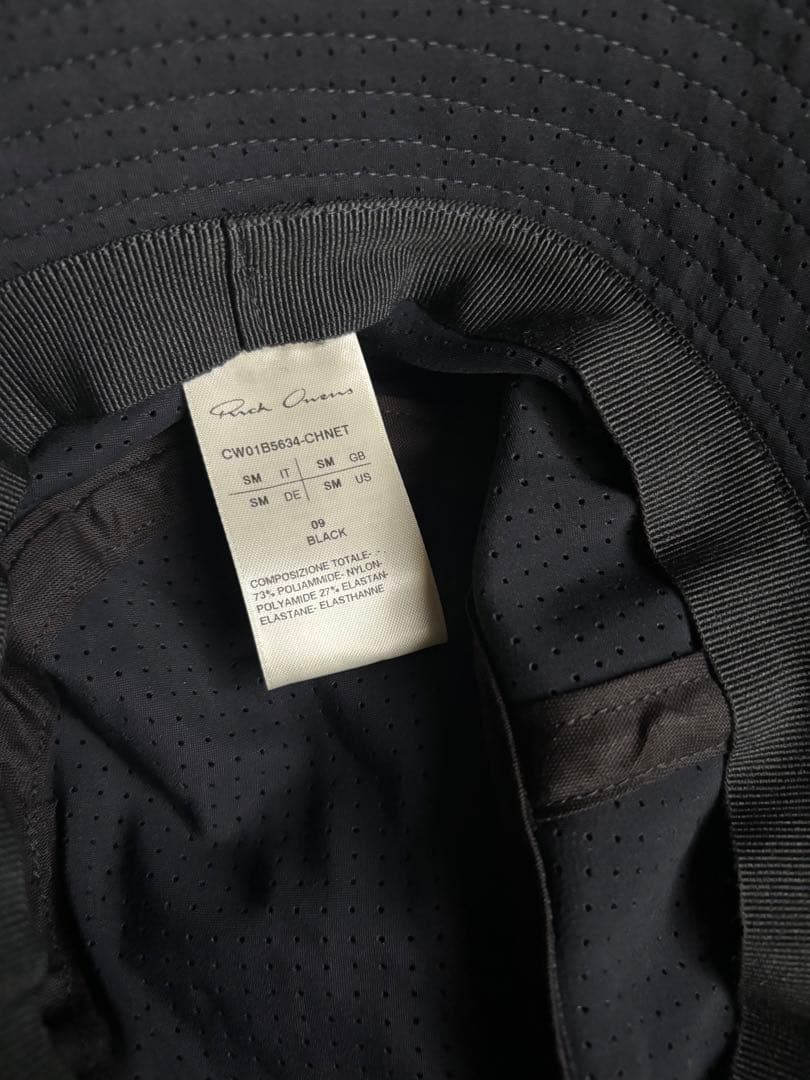 Rick Owens
CW01B5634-CHNET
SM IT SM GB
SM DE SM US
09
BLACK
COMPOSIZIONE TOTALE-
73% POLIAMMIDE- NYLON-
POLYAMIDE 27% ELASTAN-
ELASTANE- ELASTHANNE